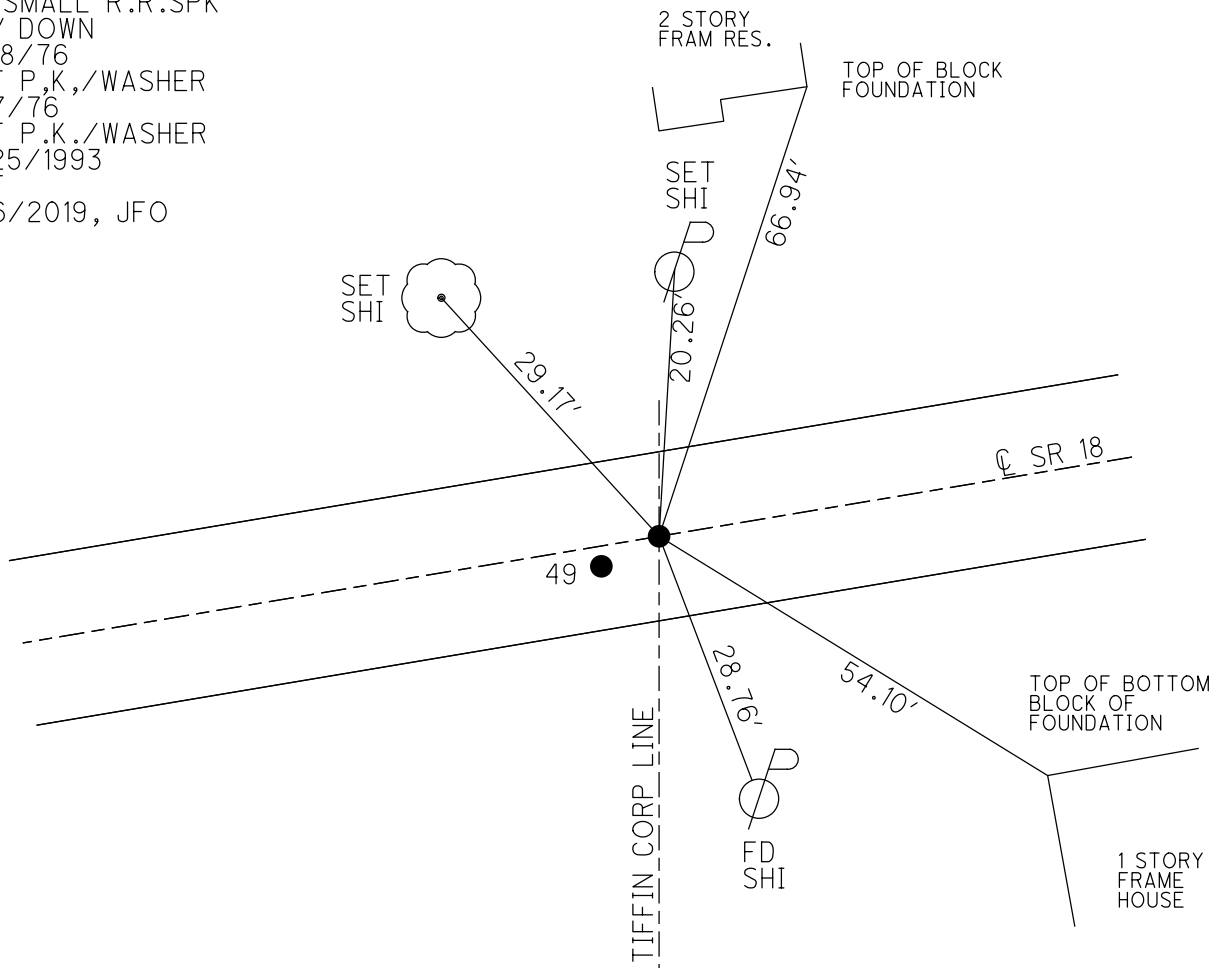 SMALL R.R.SPK
DOWN
8/76
P,K,/WASHER
7/76
P.K./WASHER
25/1993
6/2019, JFO
2 STORY
FRAM RES.
TOP OF BLOCK
FOUNDATION
SET
SHI
66.94'
SET
SHI
20.26'
29.17'
℄ SR 18
49
28.76'
54.10'
TOP OF BOTTOM
BLOCK OF
FOUNDATION
TIFFIN CORP LINE
FD
SHI
1 STORY
FRAME
HOUSE